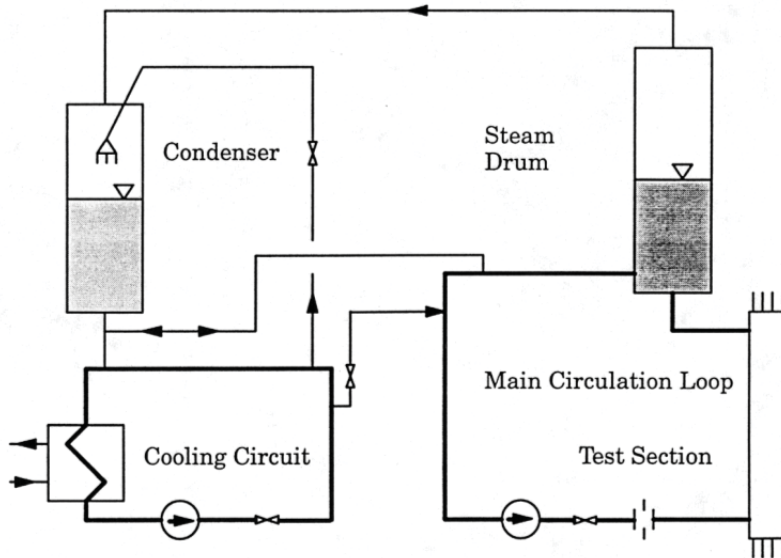 Condenser
Steam
Drum
Main Circulation Loop
Cooling Circuit
Test Section